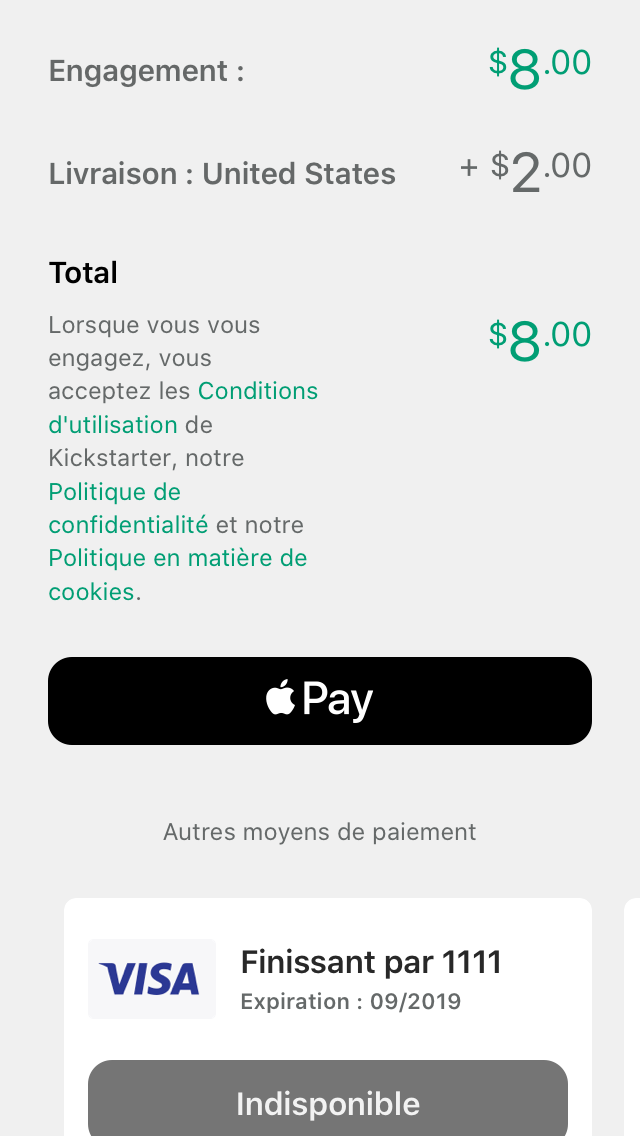 Engagement : $8.00
Livraison : United States + $2.00
Total
Lorsque vous vous
engagez, vous
acceptez les Conditions
d'utilisation de
Kickstarter, notre
Politique de
confidentialité et notre
Politique en matière de
cookies.
$8.00
Pay
Autres moyens de paiement
VISA
Finissant par 1111
Expiration : 09/2019
Indisponible